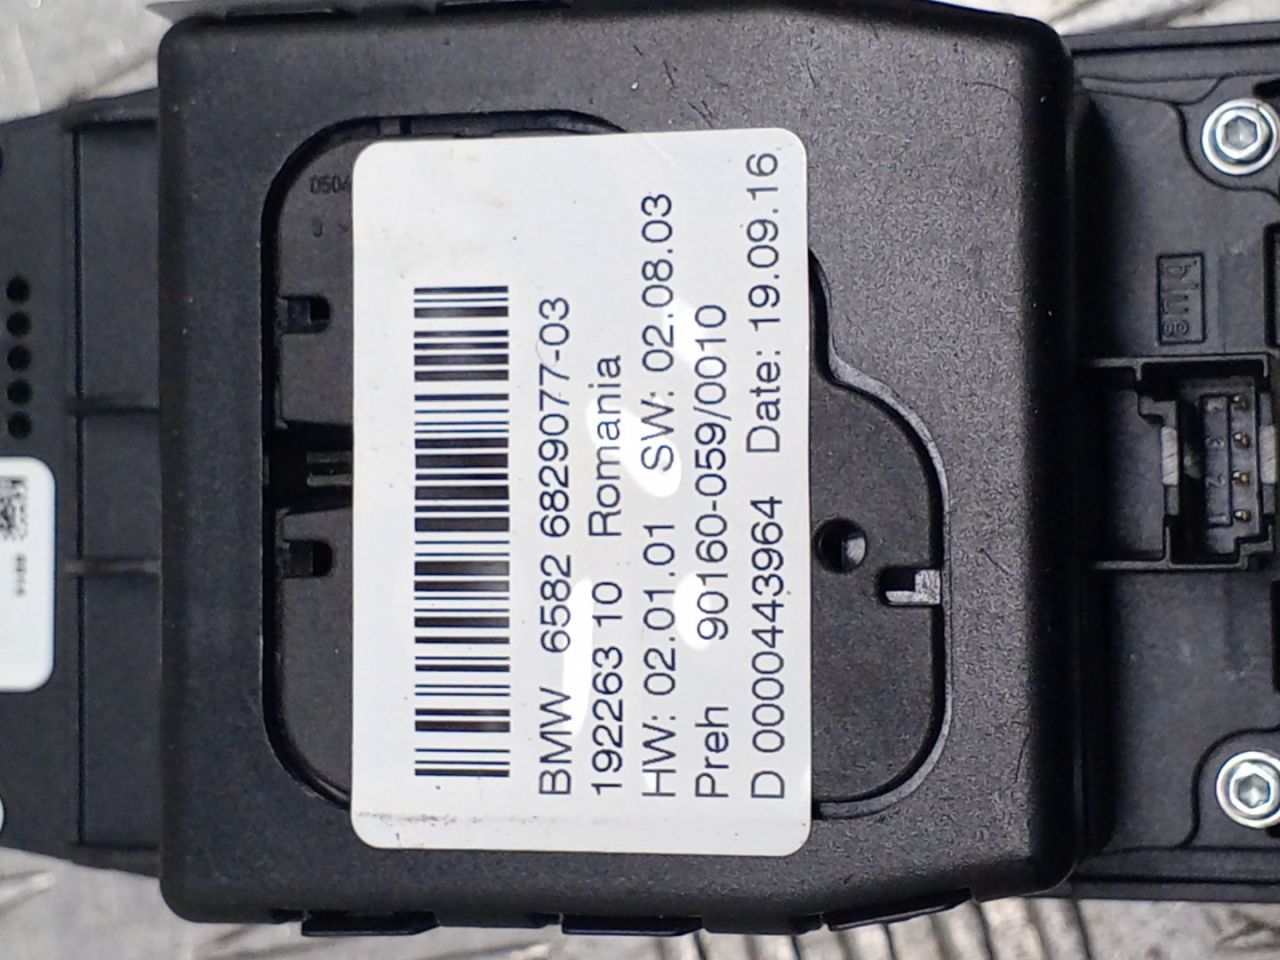 BMW 6582 6829077-03
192263 10 Romania
HW: 02.01.01 SW: 02.08.03
Preh 90160-059/0010
D 0000443964 Date: 19.09.16
blue